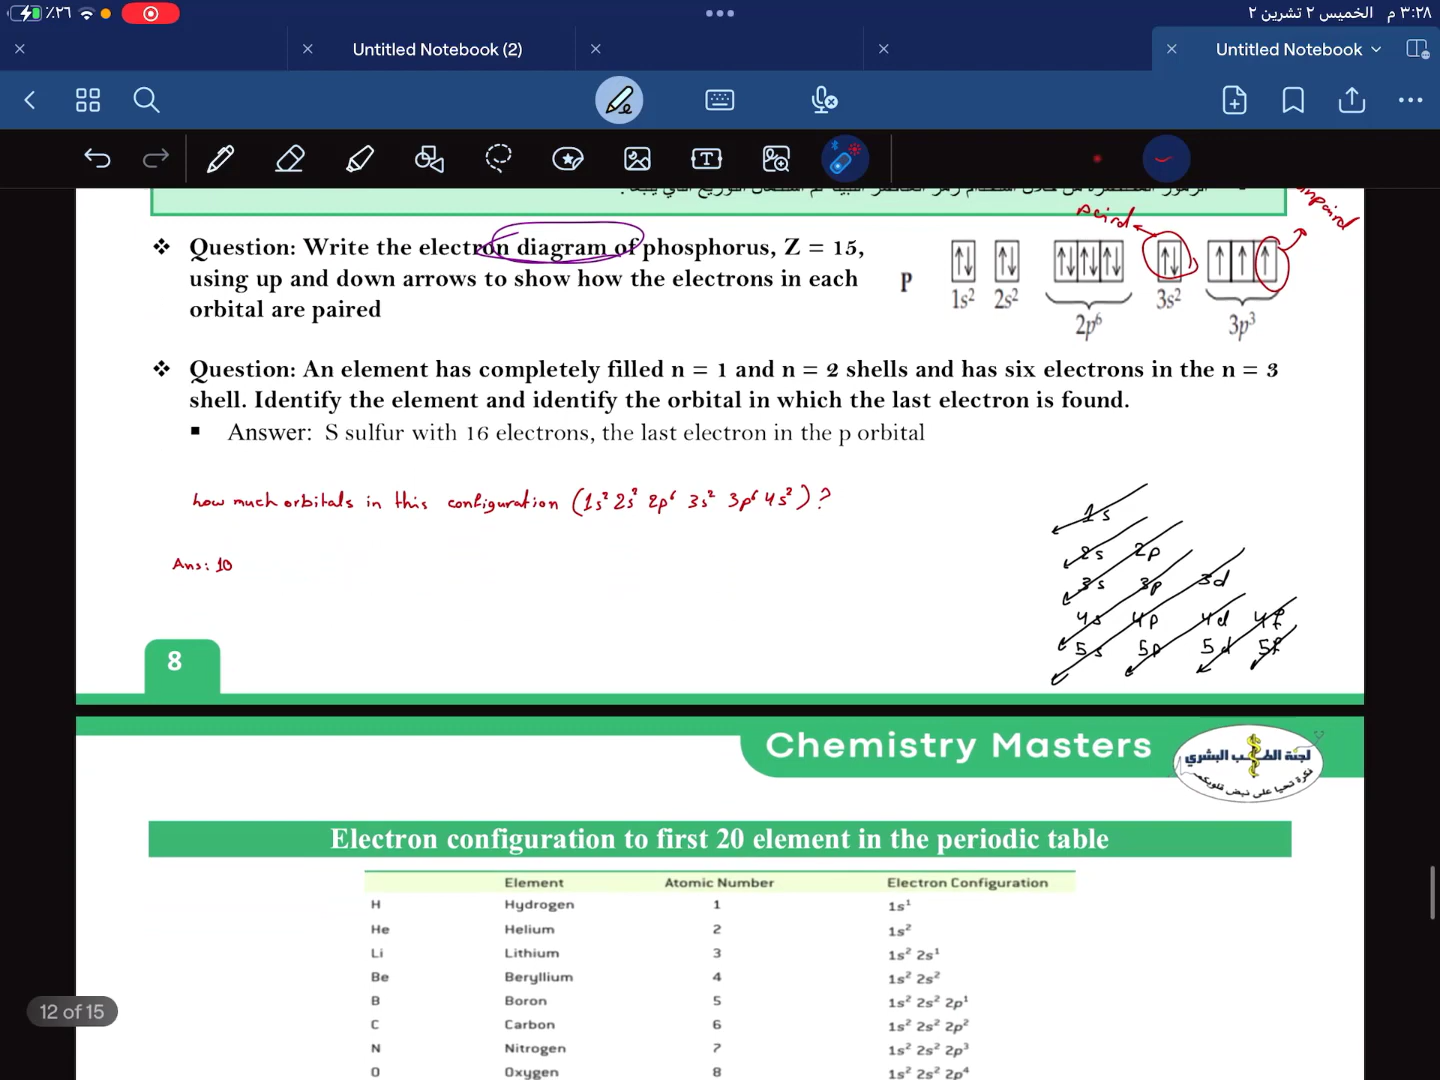 ٪٢٦
٣:٢٨ م الخميس ٢ تشرين ٢
Untitled Notebook (2)
Untitled Notebook
paired
unpaired
❖ Question: Write the electron diagram of phosphorus, Z = 15,
using up and down arrows to show how the electrons in each
orbital are paired
P
1s² 2s² 2p⁶ 3s² 3p³
❖ Question: An element has completely filled n = 1 and n = 2 shells and has six electrons in the n = 3
shell. Identify the element and identify the orbital in which the last electron is found.
▪ Answer: S sulfur with 16 electrons, the last electron in the p orbital
how much orbitals in this configuration (1s² 2s² 2p⁶ 3s² 3p⁶ 4s²)?
Ans: 10
1s
2s 2p
3s 3p 3d
4s 4p 4d 4f
5s 5p 5d 5f
8
Chemistry Masters
لجنة الطب البشري
فكرة تحيا على نبض قلوبكم
Electron configuration to first 20 element in the periodic table
Element Atomic Number Electron Configuration
H Hydrogen 1 1s¹
He Helium 2 1s²
Li Lithium 3 1s² 2s¹
Be Beryllium 4 1s² 2s²
B Boron 5 1s² 2s² 2p¹
C Carbon 6 1s² 2s² 2p²
N Nitrogen 7 1s² 2s² 2p³
O Oxygen 8 1s² 2s² 2p⁴
12 of 15